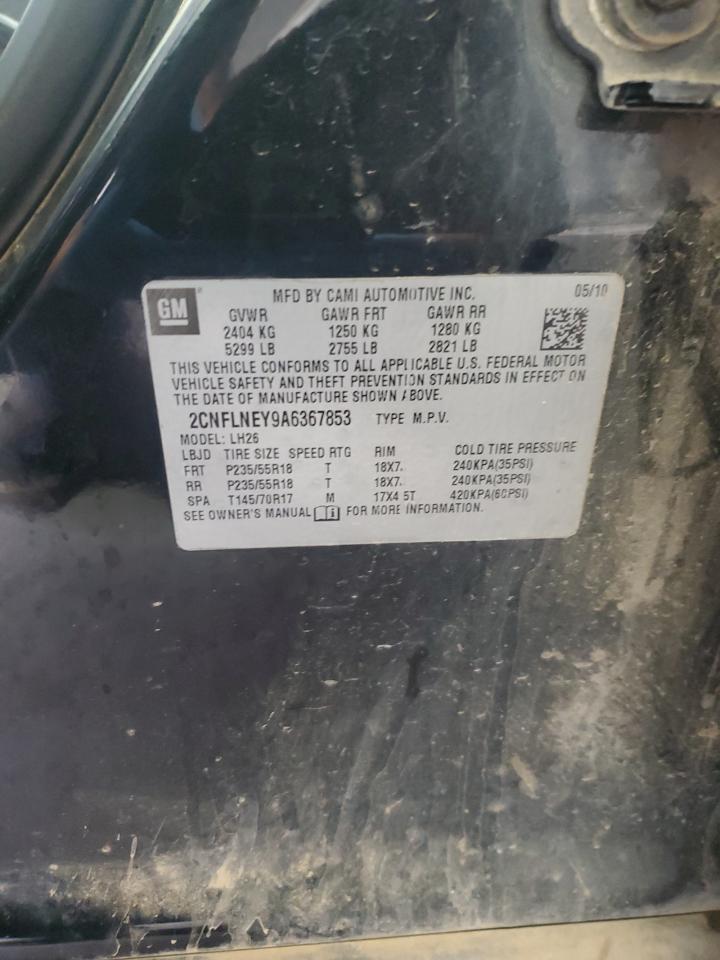 GM
MFD BY CAMI AUTOMOTIVE INC. 05/10
GVWR GAWR FRT GAWR RR
2404 KG 1250 KG 1280 KG
5299 LB 2755 LB 2821 LB
THIS VEHICLE CONFORMS TO ALL APPLICABLE U.S. FEDERAL MOTOR
VEHICLE SAFETY AND THEFT PREVENTION STANDARDS IN EFFECT ON
THE DATE OF MANUFACTURE SHOWN ABOVE.
2CNFLNEY9A6367853 TYPE M.P.V.
MODEL: LH26
LBJD TIRE SIZE SPEED RTG RIM COLD TIRE PRESSURE
FRT P235/55R18 T 18X7. 240KPA(35PSI)
RR P235/55R18 T 18X7. 240KPA(35PSI)
SPA T145/70R17 M 17X4.5T 420KPA(60PSI)
SEE OWNER'S MANUAL FOR MORE INFORMATION.